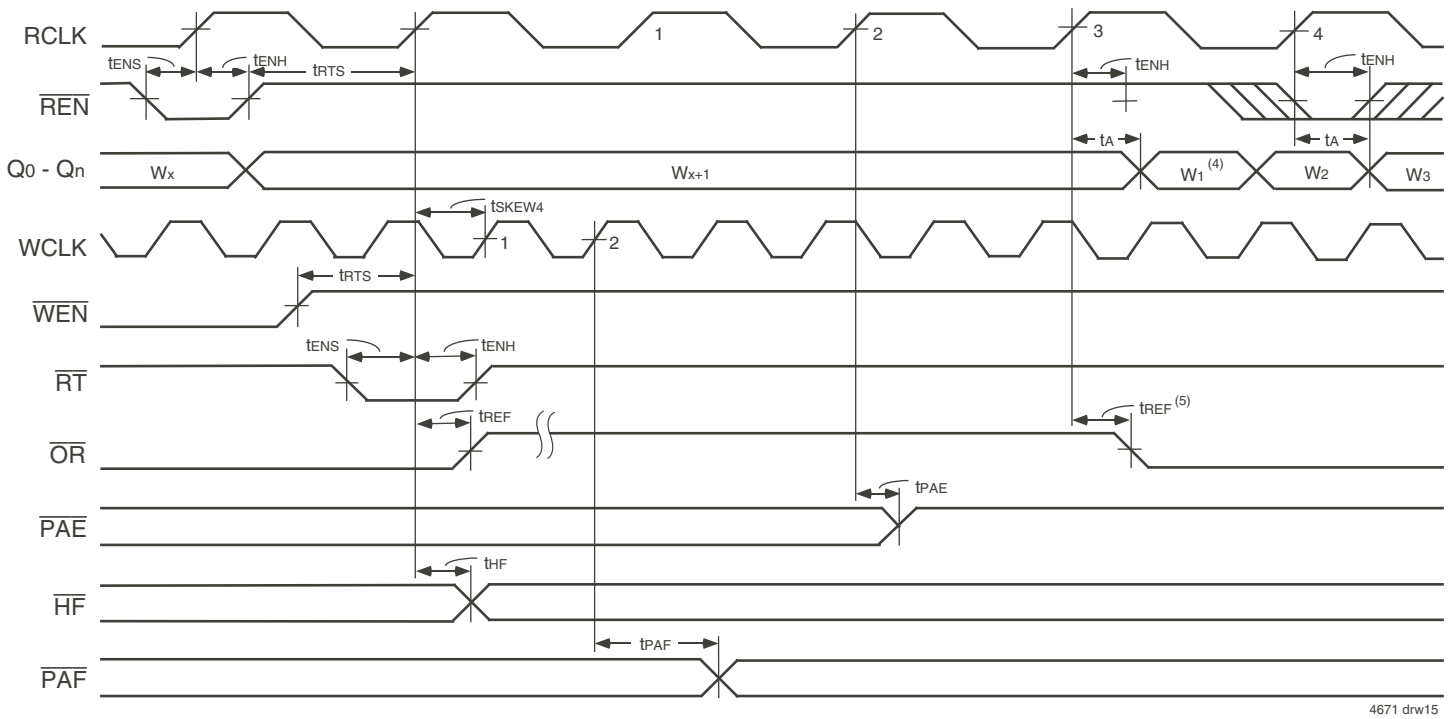 RCLK 1 2 3 4
tENS tENH tRTS tENH tENH
REN
tA tA
Q0 - Qn Wx Wx+1 W1 (4) W2 W3
tSKEW4
WCLK 1 2
tRTS
WEN
tENS tENH
RT
tREF tREF (5)
OR
tPAE
PAE
tHF
HF
tPAF
PAF
4671 drw15